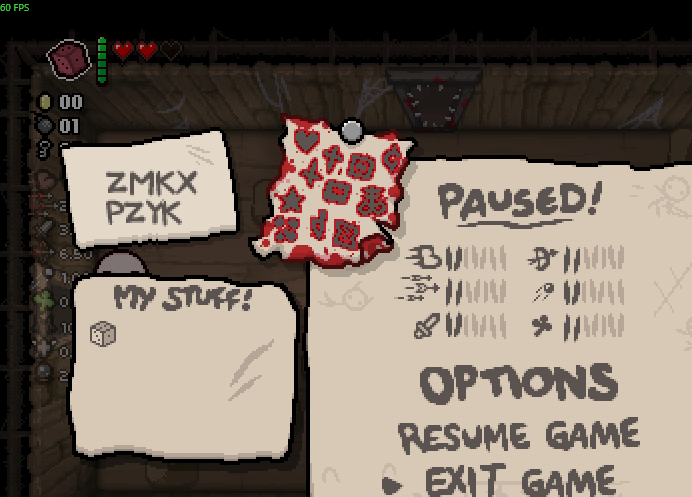 60 FPS
00
01
ZMKX
PZYK
PAUSED!
MY STUFF!
OPTIONS
RESUME GAME
EXIT GAME